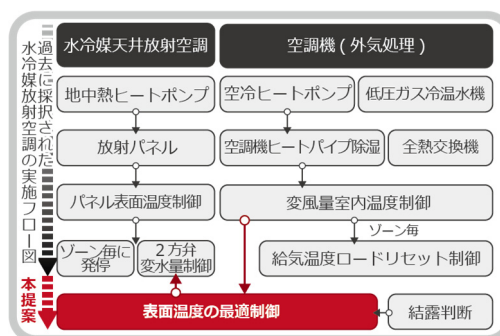 過去に採択された
水冷媒放射空調の実施フロー図
本提案
水冷媒天井放射空調
空調機(外気処理)
地中熱ヒートポンプ
空冷ヒートポンプ
低圧ガス冷温水機
放射パネル
空調機ヒートパイプ除湿
全熱交換機
パネル表面温度制御
変風量室内温度制御
ゾーン毎
ゾーン毎に
発停
2方弁
変水量制御
給気温度ロードリセット制御
表面温度の最適制御
結露判断